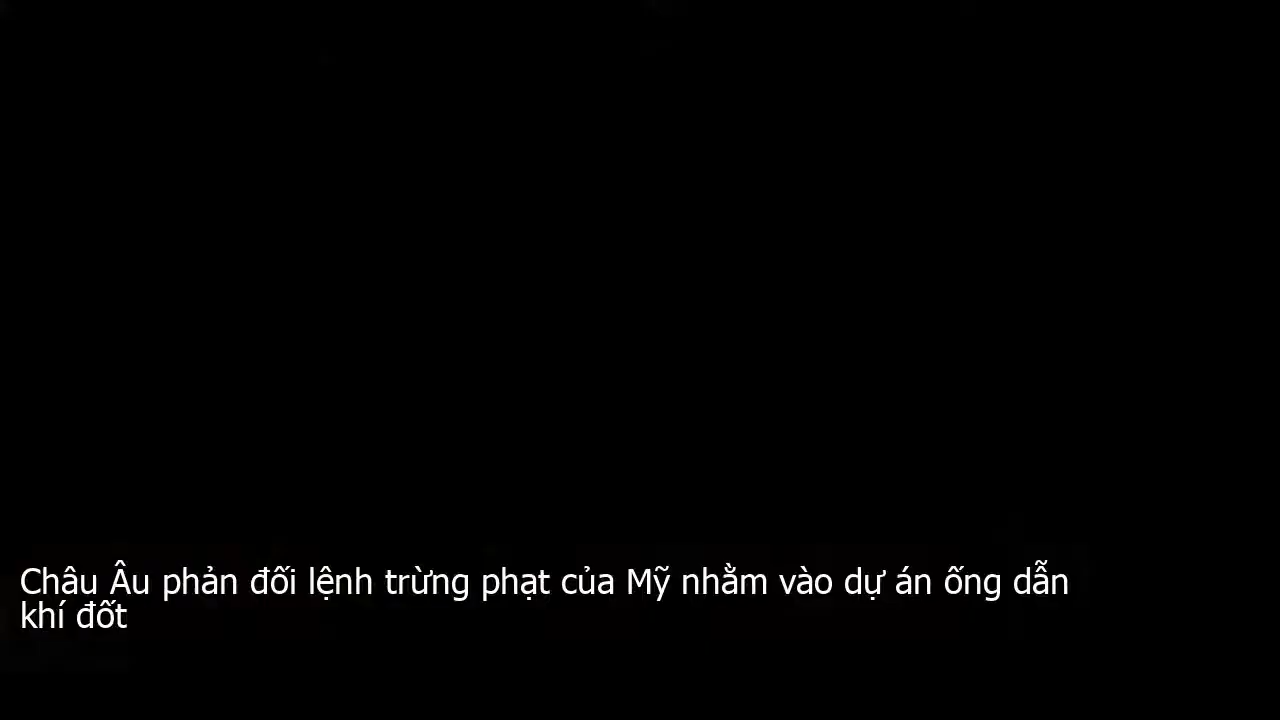 Châu Âu phản đối lệnh trừng phạt của Mỹ nhằm vào dự án ống dẫn
khí đốt